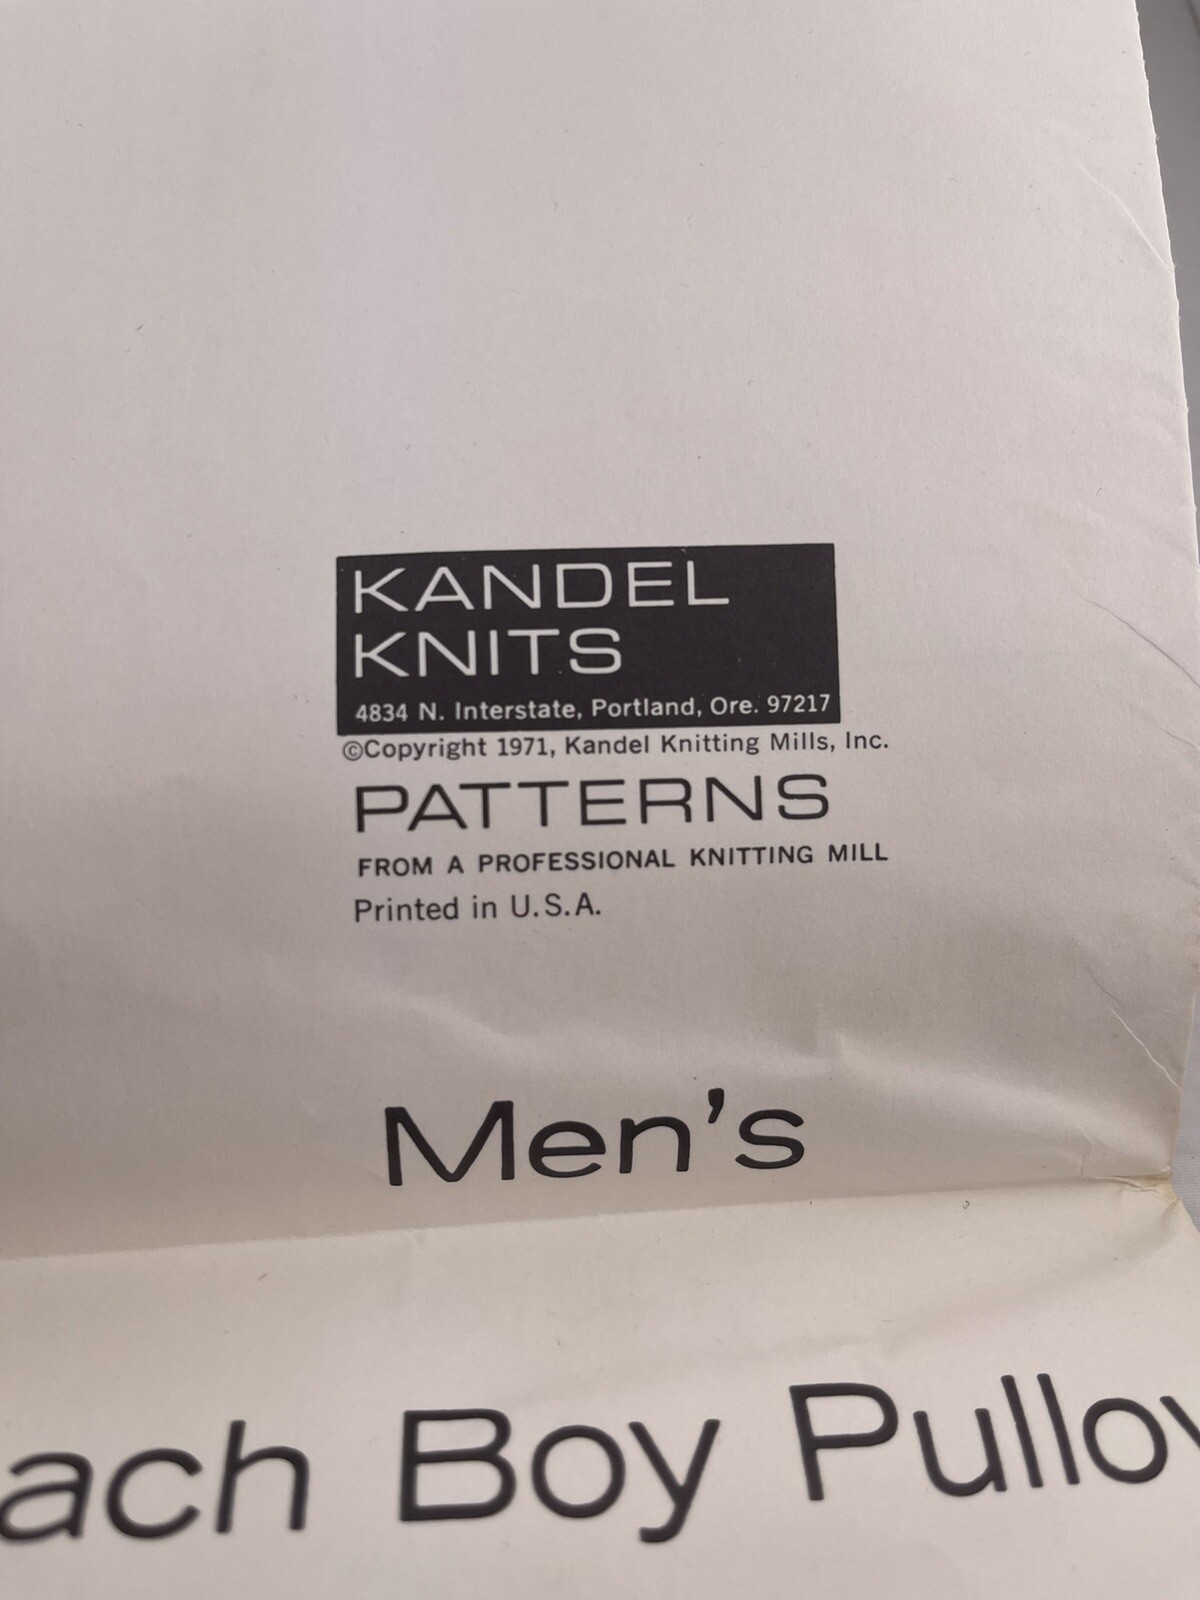 KANDEL
KNITS
4834 N. Interstate, Portland, Ore. 97217
©Copyright 1971, Kandel Knitting Mills, Inc.
PATTERNS
FROM A PROFESSIONAL KNITTING MILL
Printed in U.S.A.
Men's
ach Boy Pullov